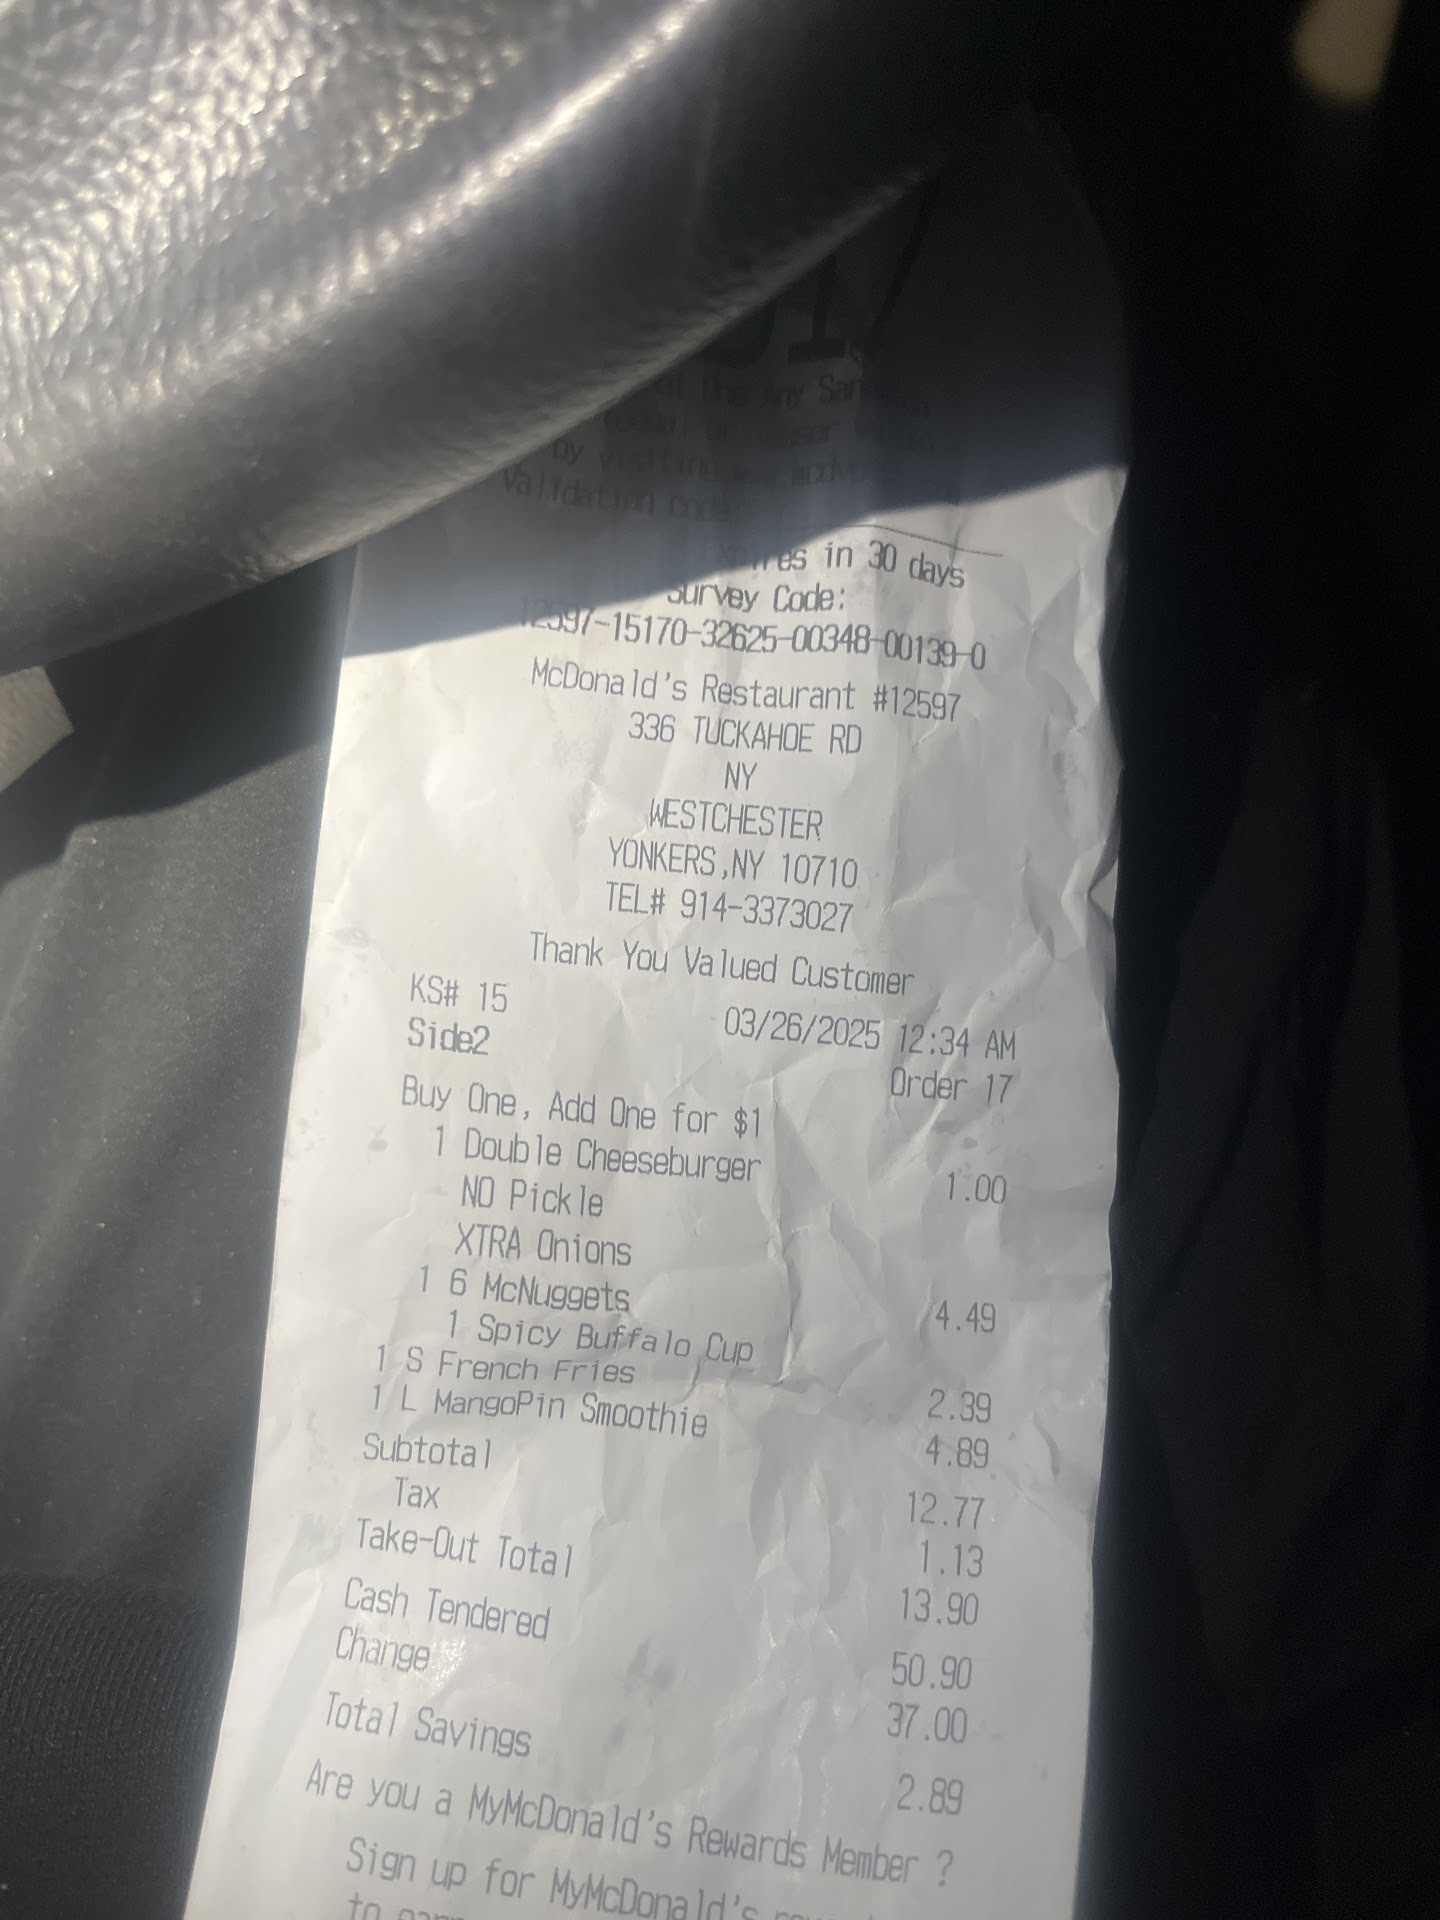 by visiting
Validation Code:
Expires in 30 days
Survey Code:
12597-15170-32625-00348-00139-0
McDonald's Restaurant #12597
336 TUCKAHOE RD
NY
WESTCHESTER
YONKERS,NY 10710
TEL# 914-3373027
Thank You Valued Customer
KS# 15 03/26/2025 12:34 AM
Side2 Order 17
Buy One, Add One for $1
1 Double Cheeseburger 1.00
NO Pickle
XTRA Onions
1 6 McNuggets 4.49
1 Spicy Buffalo Cup
1 S French Fries 2.39
1 L MangoPin Smoothie 4.89
Subtotal 12.77
Tax 1.13
Take-Out Total 13.90
Cash Tendered 50.90
Change 37.00
Total Savings 2.89
Are you a MyMcDonald's Rewards Member ?
Sign up for MyMcDonald's
to